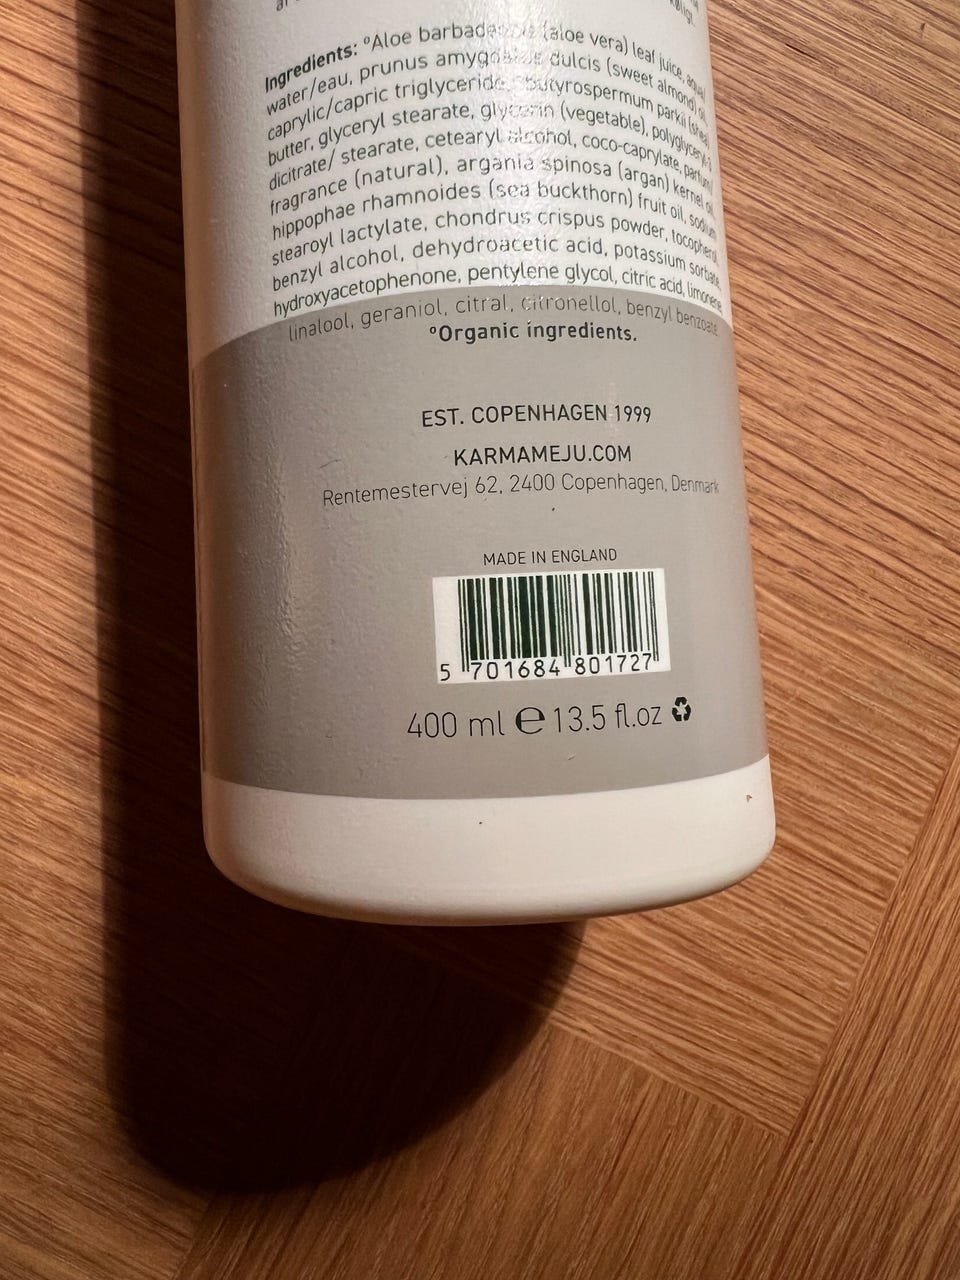 Ingredients: °Aloe barbadensis (aloe vera) leaf juice, aqua/
water/eau, prunus amygdalus dulcis (sweet almond) oil,
caprylic/capric triglyceride, °butyrospermum parkii (shea)
butter, glyceryl stearate, glycerin (vegetable), polyglyceryl-3
dicitrate/ stearate, cetearyl alcohol, coco-caprylate, parfum/
fragrance (natural), argania spinosa (argan) kernel oil,
hippophae rhamnoides (sea buckthorn) fruit oil, sodium
stearoyl lactylate, chondrus crispus powder, tocopherol,
benzyl alcohol, dehydroacetic acid, potassium sorbate,
hydroxyacetophenone, pentylene glycol, citric acid, limonene,
linalool, geraniol, citral, citronellol, benzyl benzoate.
°Organic ingredients.
EST. COPENHAGEN 1999
KARMAMEJU.COM
Rentemestervej 62, 2400 Copenhagen, Denmark
MADE IN ENGLAND
5 701684 801727
400 ml ℮ 13.5 fl.oz